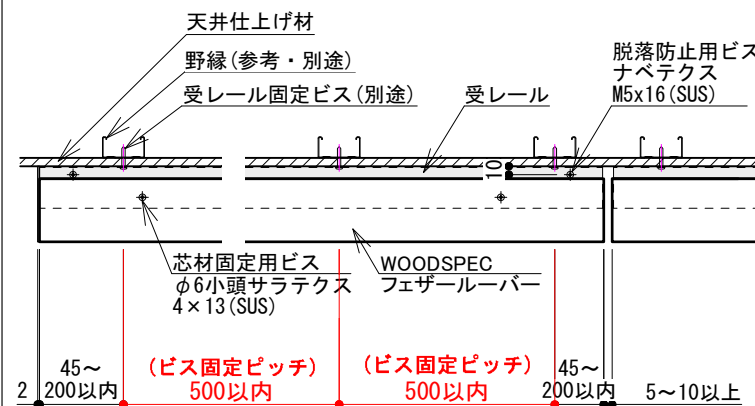 天井仕上げ材
野縁(参考・別途)
受レール固定ビス(別途)
受レール
脱落防止用ビス
ナベテクス
M5x16(SUS)
10
芯材固定用ビス
φ6小頭サラテクス
4×13(SUS)
WOODSPEC
フェザールーバー
2
45～
200以内
(ビス固定ピッチ)
500以内
(ビス固定ピッチ)
500以内
45～
200以内
5～10以上